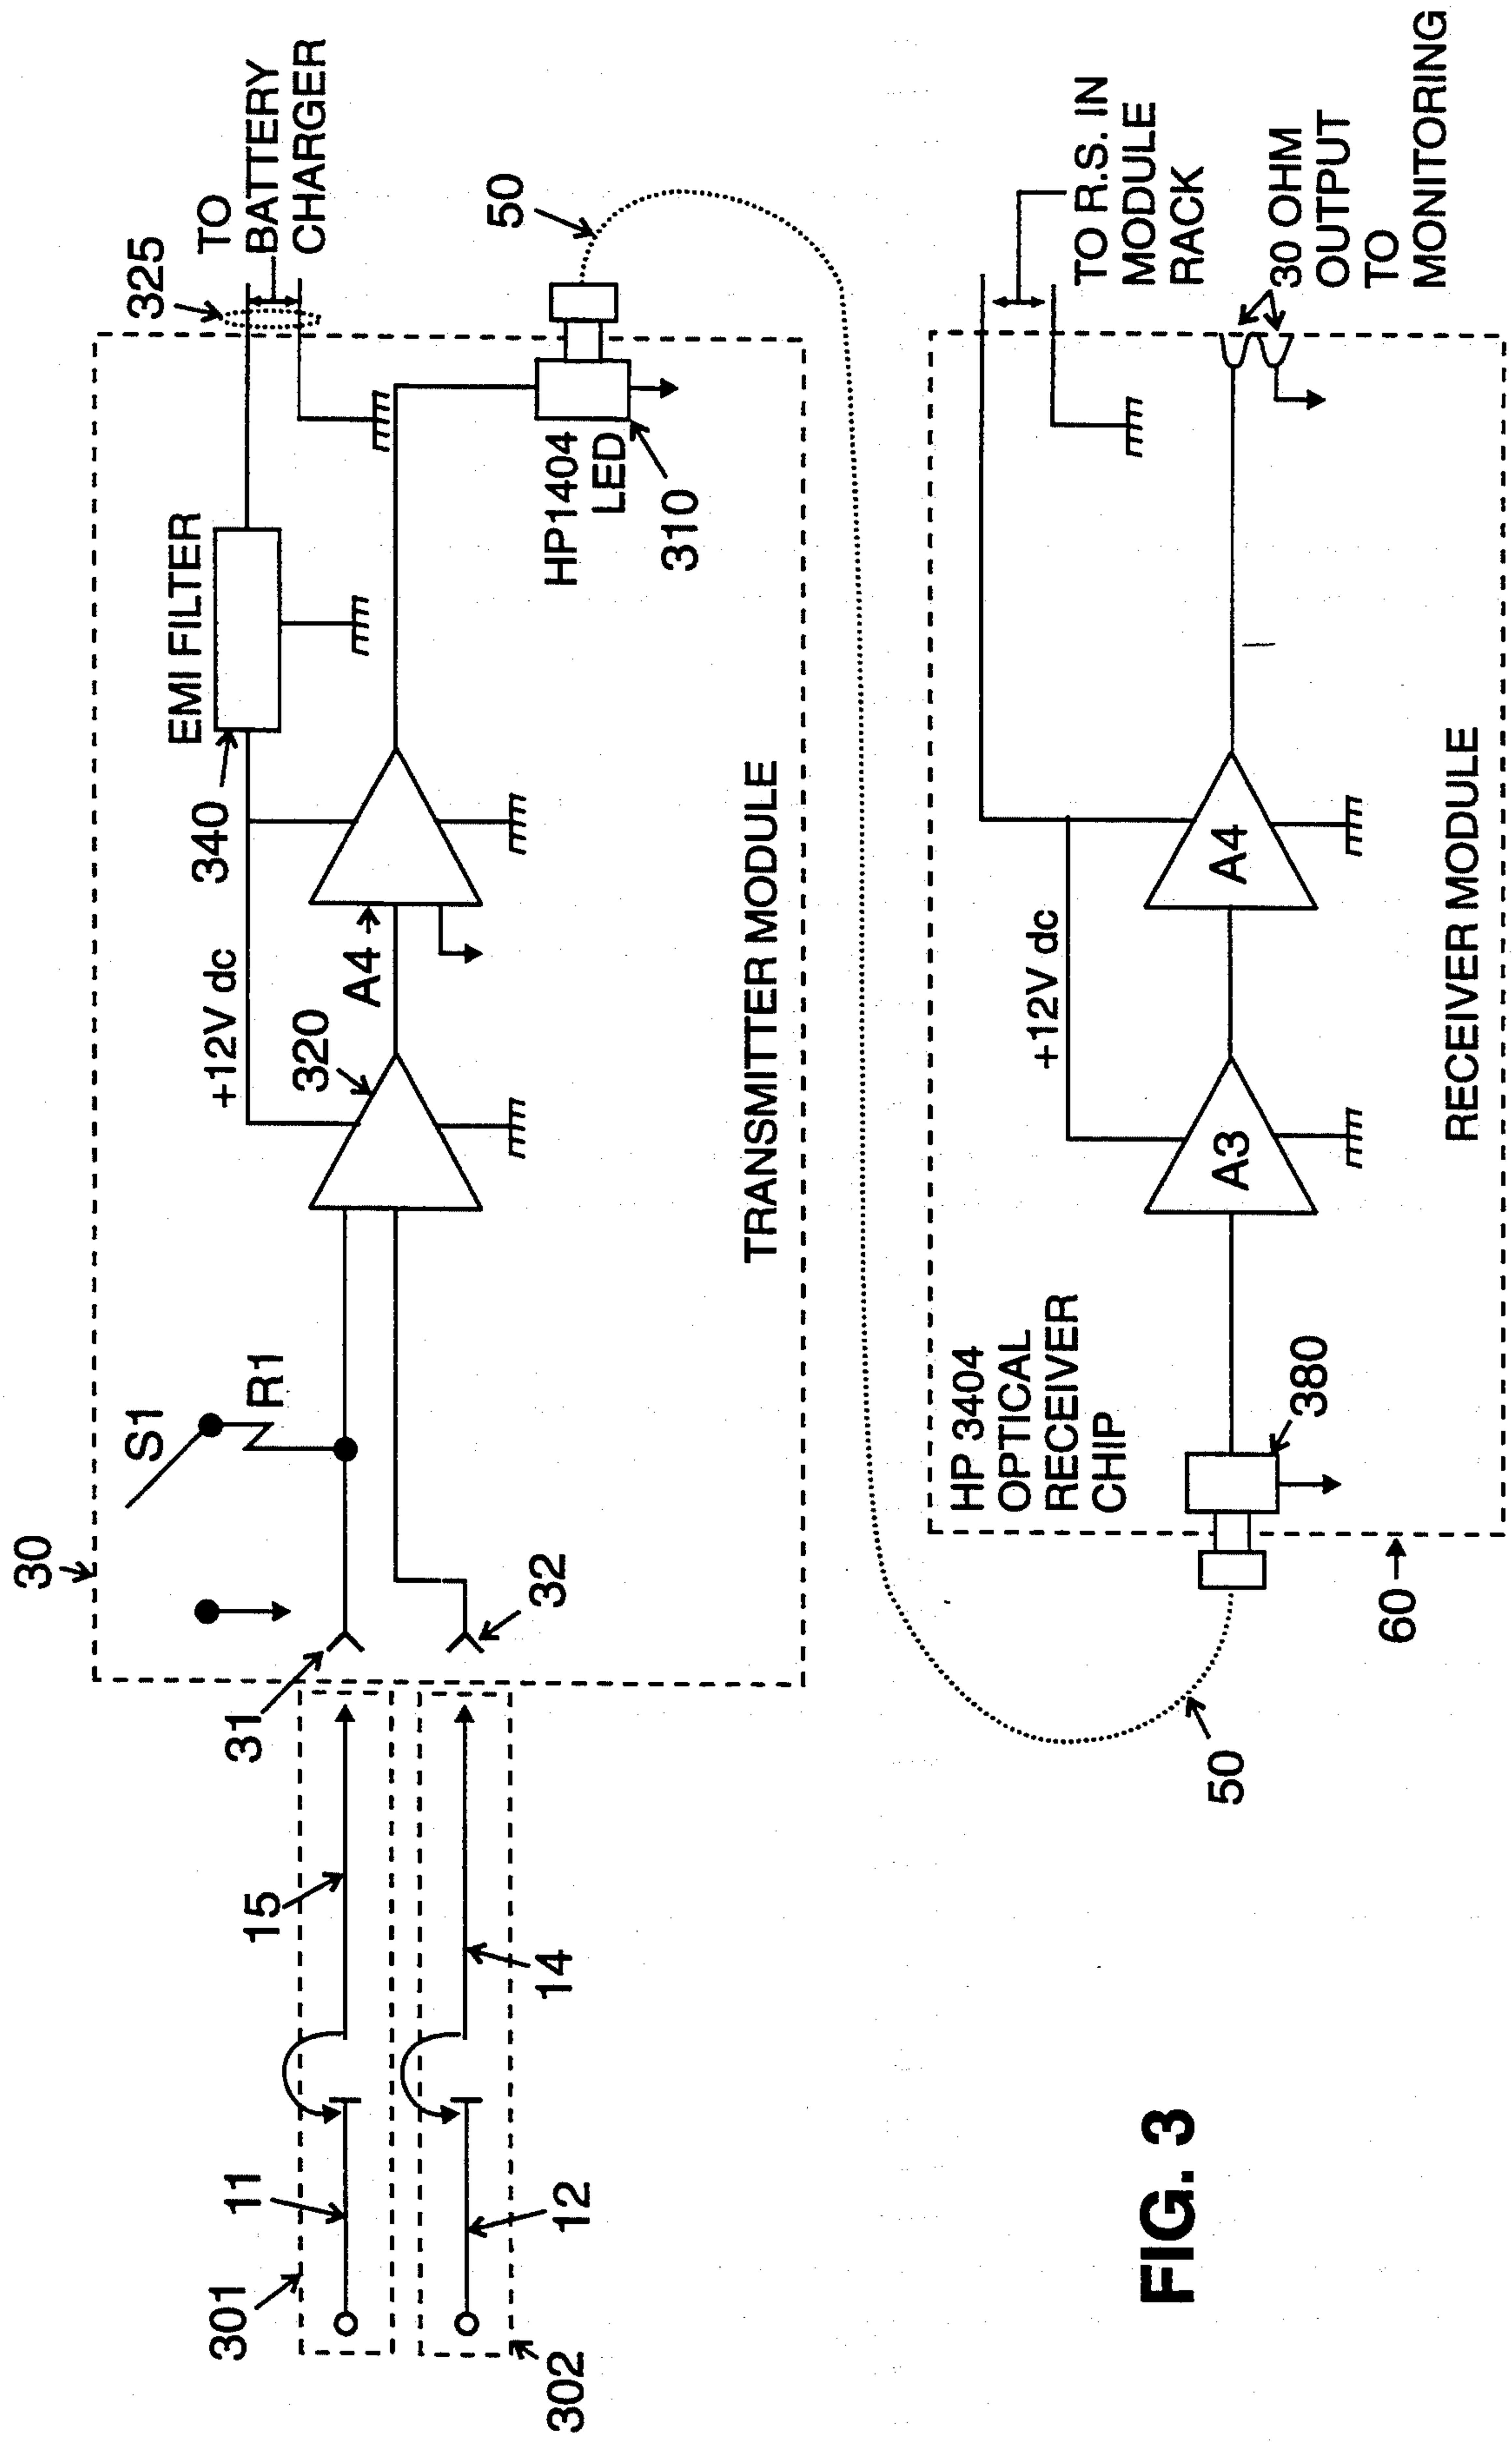 30
S1
R1
+12V dc
340
EMI FILTER
325
TO
BATTERY
CHARGER
31
320
A4
32
HP1404
LED
310
50
TRANSMITTER MODULE
301
11
15
302
12
14
50
HP 3404
OPTICAL
RECEIVER
CHIP
380
60
+12V dc
A3
A4
TO R.S. IN
MODULE
RACK
30 OHM
OUTPUT
TO
MONITORING
RECEIVER MODULE
FIG. 3